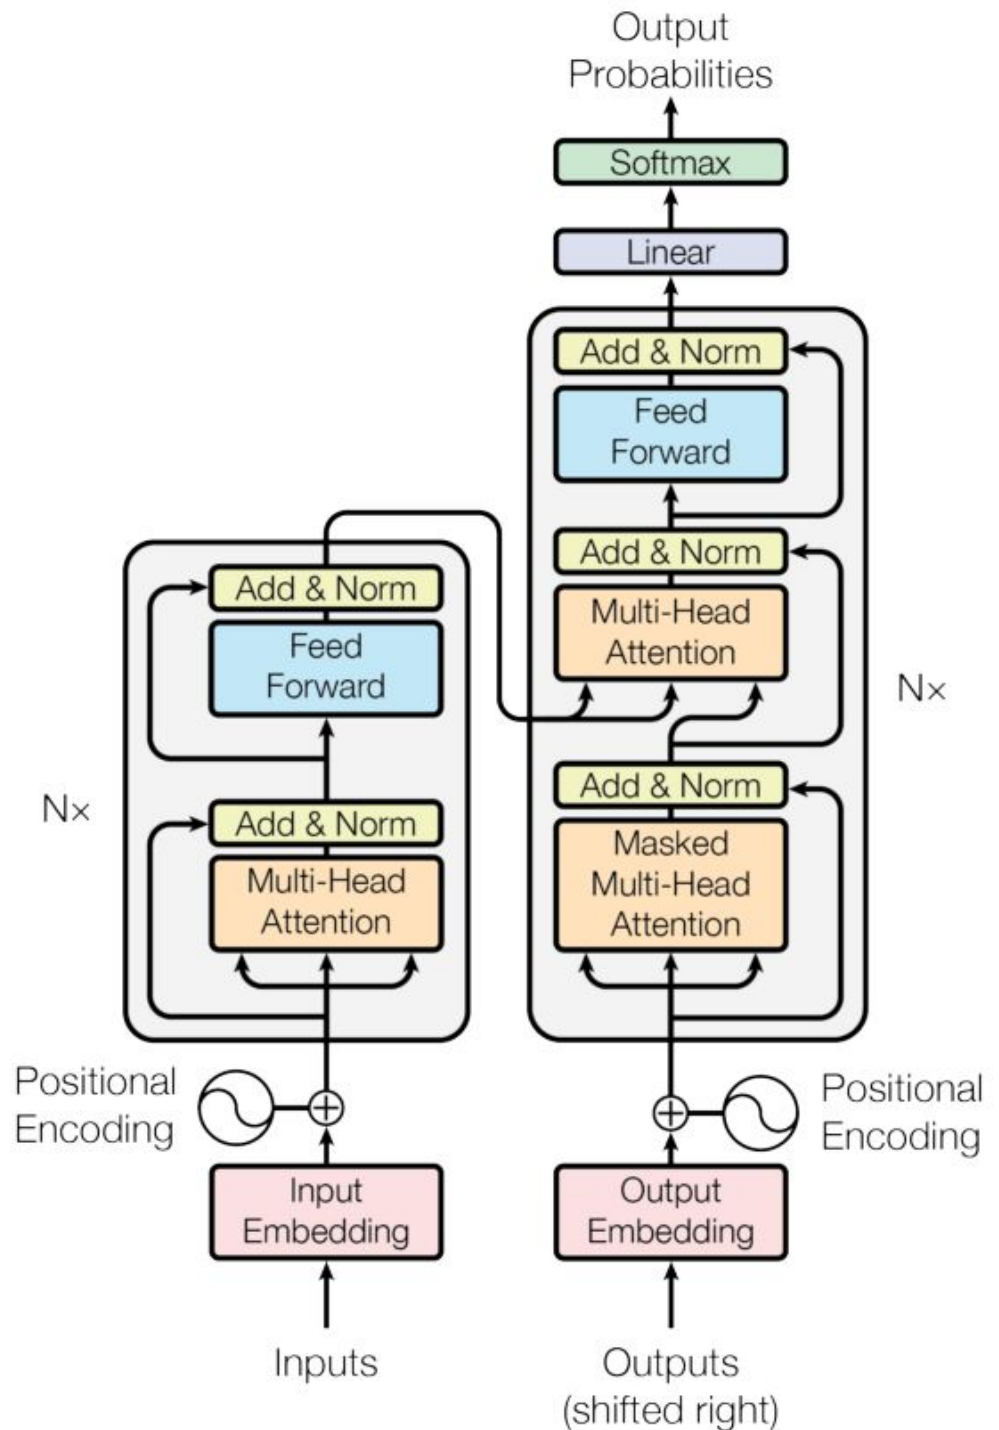 Output
Probabilities
Softmax
Linear
Add & Norm
Feed
Forward
Add & Norm
Multi-Head
Attention
Add & Norm
Masked
Multi-Head
Attention
N×
Positional
Encoding
Output
Embedding
Outputs
(shifted right)
Add & Norm
Feed
Forward
Add & Norm
Multi-Head
Attention
N×
Positional
Encoding
Input
Embedding
Inputs